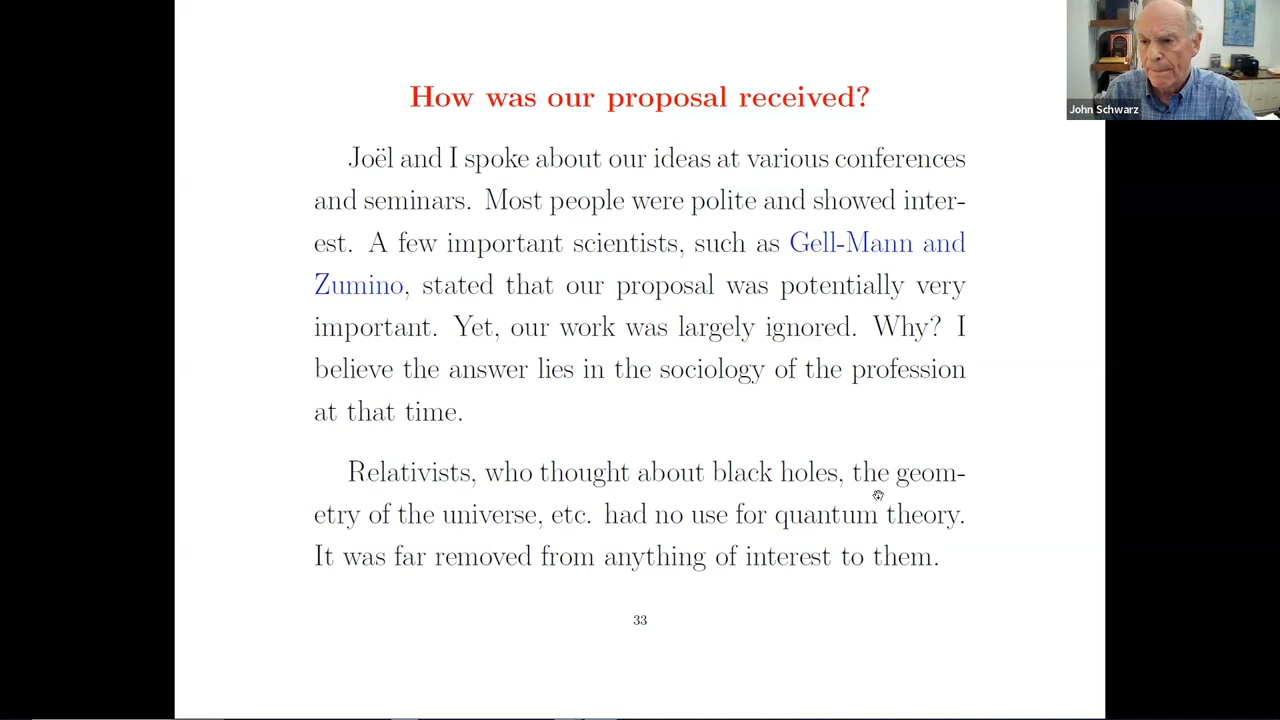 How was our proposal received?
John Schwarz
Joël and I spoke about our ideas at various conferences
and seminars. Most people were polite and showed inter-
est. A few important scientists, such as Gell-Mann and
Zumino, stated that our proposal was potentially very
important. Yet, our work was largely ignored. Why? I
believe the answer lies in the sociology of the profession
at that time.
Relativists, who thought about black holes, the geom-
etry of the universe, etc. had no use for quantum theory.
It was far removed from anything of interest to them.
33